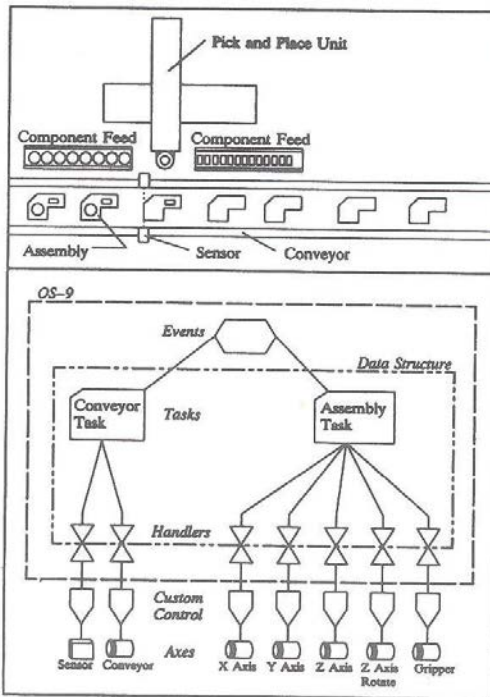 Pick and Place Unit
Component Feed
Component Feed
Assembly
Sensor
Conveyor
OS-9
Events
Data Structure
Conveyor
Task
Tasks
Assembly
Task
Handlers
Custom
Control
Axes
Sensor
Conveyor
X Axis
Y Axis
Z Axis
Z Axis
Rotate
Gripper